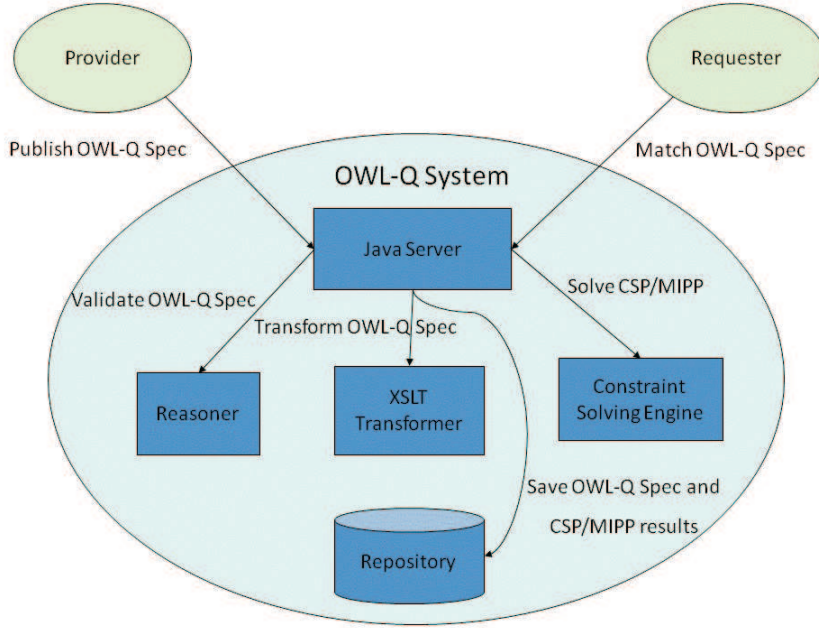 Provider
Requester
Publish OWL-Q Spec
Match OWL-Q Spec
OWL-Q System
Java Server
Validate OWL-Q Spec
Solve CSP/MIPP
Transform OWL-Q Spec
Reasoner
XSLT
Transformer
Constraint
Solving Engine
Save OWL-Q Spec and
CSP/MIPP results
Repository